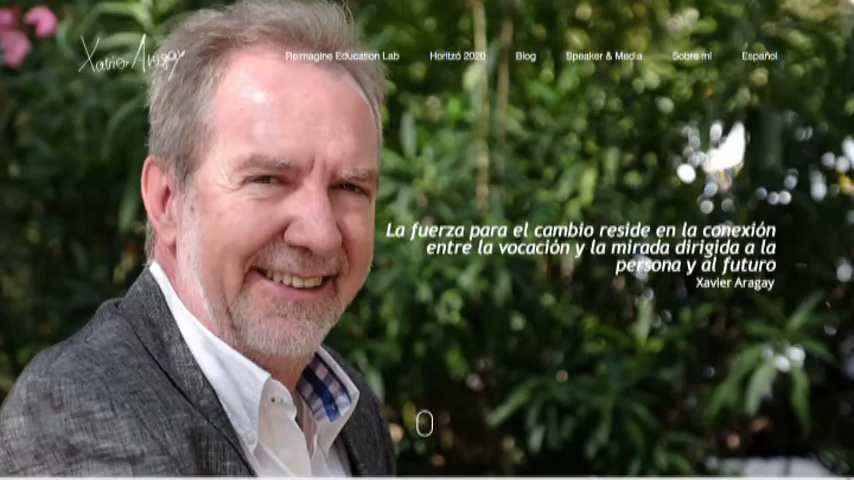 Xavier Aragay
Reimagine Education Lab Horitzó 2020 Blog Speaker & Media Sobre mí Español
La fuerza para el cambio reside en la conexión
entre la vocación y la mirada dirigida a la
persona y al futuro
Xavier Aragay